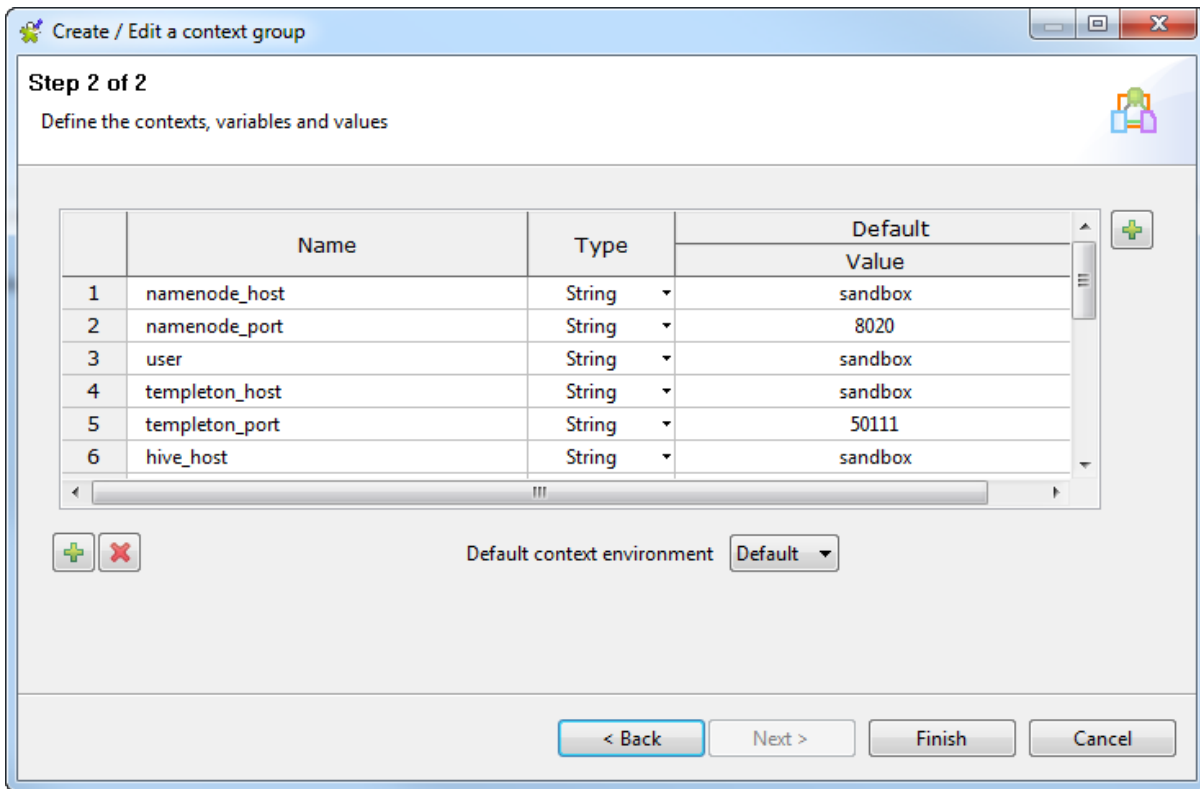 Create / Edit a context group
Step 2 of 2
Define the contexts, variables and values
Name Type Default
Value
1 namenode_host String sandbox
2 namenode_port String 8020
3 user String sandbox
4 templeton_host String sandbox
5 templeton_port String 50111
6 hive_host String sandbox
Default context environment Default
< Back Next > Finish Cancel